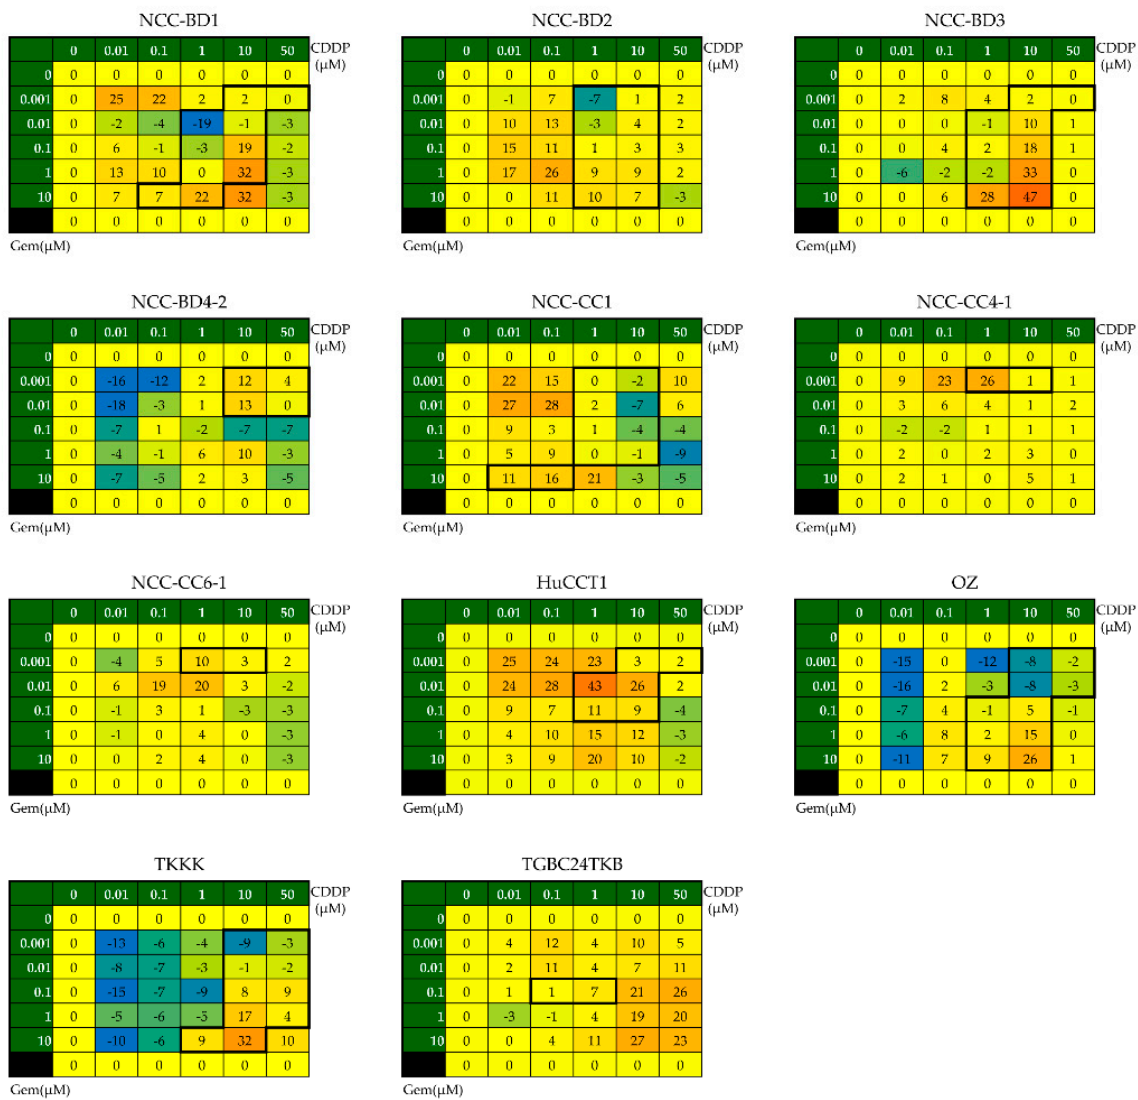 NCC-BD1 NCC-BD2 NCC-BD3
0 0.01 0.1 1 10 50 CDDP (μM) 0 0.01 0.1 1 10 50 CDDP (μM) 0 0.01 0.1 1 10 50 CDDP (μM)
0 0 0 0 0 0 0 0 0 0 0 0 0 0 0 0 0 0 0 0 0
0.001 0 25 22 2 2 0 0.001 0 -1 7 -7 1 2 0.001 0 2 8 4 2 0
0.01 0 -2 -4 -19 -1 -3 0.01 0 10 13 -3 4 2 0.01 0 0 0 -1 10 1
0.1 0 6 -1 -3 19 -2 0.1 0 15 11 1 3 3 0.1 0 0 4 2 18 1
1 0 13 10 0 32 -3 1 0 17 26 9 9 2 1 0 -6 -2 -2 33 0
10 0 7 7 22 32 -3 10 0 0 11 10 7 -3 10 0 0 6 28 47 0
0 0 0 0 0 0 0 0 0 0 0 0 0 0 0 0 0 0
Gem(μM) Gem(μM) Gem(μM)
NCC-BD4-2 NCC-CC1 NCC-CC4-1
0 0.01 0.1 1 10 50 CDDP (μM) 0 0.01 0.1 1 10 50 CDDP (μM) 0 0.01 0.1 1 10 50 CDDP (μM)
0 0 0 0 0 0 0 0 0 0 0 0 0 0 0 0 0 0 0 0 0
0.001 0 -16 -12 2 12 4 0.001 0 22 15 0 -2 10 0.001 0 9 23 26 1 1
0.01 0 -18 -3 1 13 0 0.01 0 27 28 2 -7 6 0.01 0 3 6 4 1 2
0.1 0 -7 1 -2 -7 -7 0.1 0 9 3 1 -4 -4 0.1 0 -2 -2 1 1 1
1 0 -4 -1 6 10 -3 1 0 5 9 0 -1 -9 1 0 2 0 2 3 0
10 0 -7 -5 2 3 -5 10 0 11 16 21 -3 -5 10 0 2 1 0 5 1
0 0 0 0 0 0 0 0 0 0 0 0 0 0 0 0 0 0
Gem(μM) Gem(μM) Gem(μM)
NCC-CC6-1 HuCCT1 OZ
0 0.01 0.1 1 10 50 CDDP (μM) 0 0.01 0.1 1 10 50 CDDP (μM) 0 0.01 0.1 1 10 50 CDDP (μM)
0 0 0 0 0 0 0 0 0 0 0 0 0 0 0 0 0 0 0 0 0
0.001 0 -4 5 10 3 2 0.001 0 25 24 23 3 2 0.001 0 -15 0 -12 -8 -2
0.01 0 6 19 20 3 -2 0.01 0 24 28 43 26 2 0.01 0 -16 2 -3 -8 -3
0.1 0 -1 3 1 -3 -3 0.1 0 9 7 11 9 -4 0.1 0 -7 4 -1 5 -1
1 0 -1 0 4 0 -3 1 0 4 10 15 12 -3 1 0 -6 8 2 15 0
10 0 0 2 4 0 -3 10 0 3 9 20 10 -2 10 0 -11 7 9 26 1
0 0 0 0 0 0 0 0 0 0 0 0 0 0 0 0 0 0
Gem(μM) Gem(μM) Gem(μM)
TKKK TGBC24TKB
0 0.01 0.1 1 10 50 CDDP (μM) 0 0.01 0.1 1 10 50 CDDP (μM)
0 0 0 0 0 0 0 0 0 0 0 0 0 0
0.001 0 -13 -6 -4 -9 -3 0.001 0 4 12 4 10 5
0.01 0 -8 -7 -3 -1 -2 0.01 0 2 11 4 7 11
0.1 0 -15 -7 -9 8 9 0.1 0 1 1 7 21 26
1 0 -5 -6 -5 17 4 1 0 -3 -1 4 19 20
10 0 -10 -6 9 32 10 10 0 0 4 11 27 23
0 0 0 0 0 0 0 0 0 0 0 0
Gem(μM) Gem(μM)